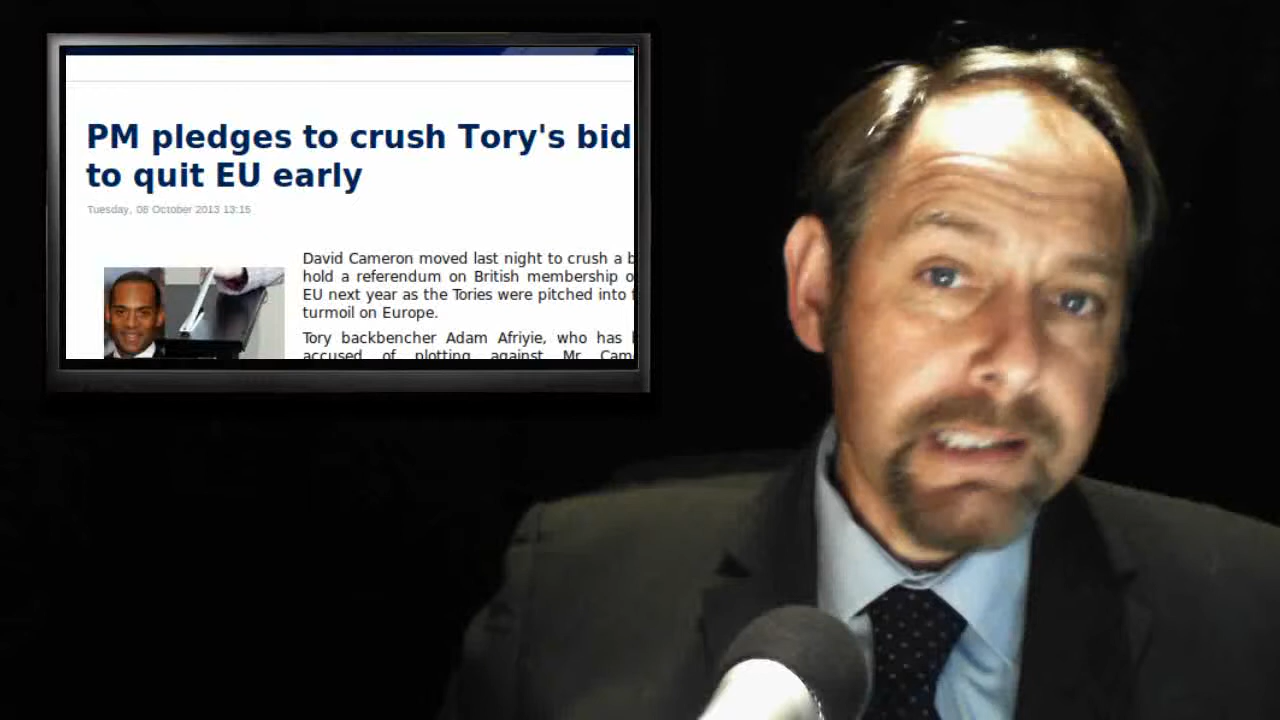 PM pledges to crush Tory's bid
to quit EU early
Tuesday, 08 October 2013 13:15
David Cameron moved last night to crush a
hold a referendum on British membership
EU next year as the Tories were pitched into
turmoil on Europe.
Tory backbencher Adam Afriyie, who has
accused of plotting against Mr